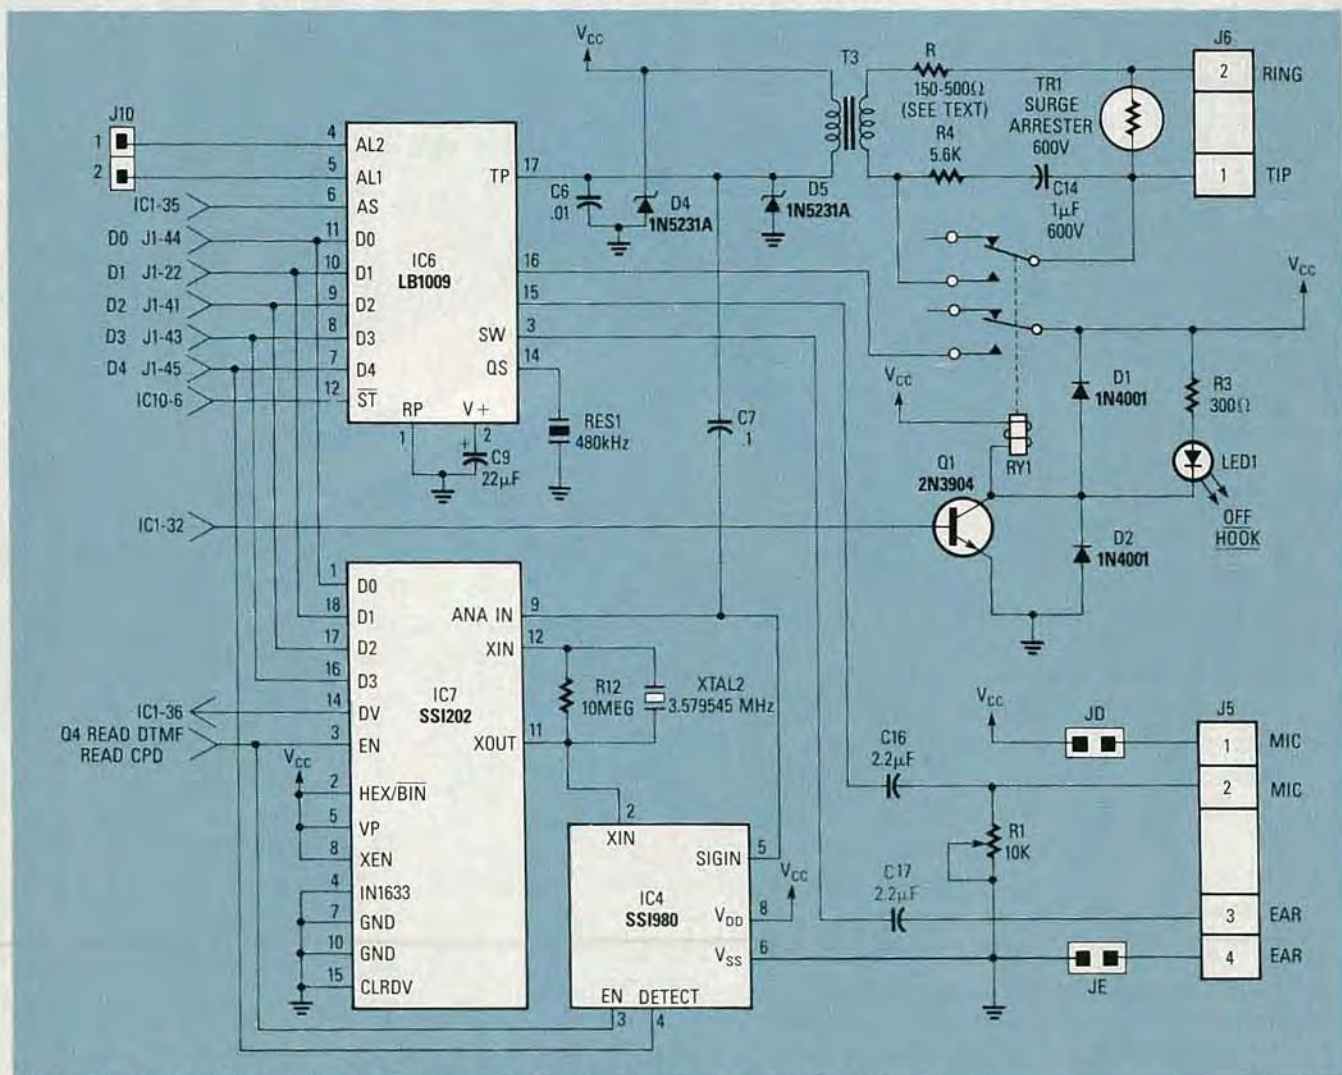 VCC
T3
R
150-500Ω
(SEE TEXT)
R4
5.6K
TR1
SURGE
ARRESTER
600V
C14
1µF
600V
J6
2 RING
1 TIP
J10
1
2
4 AL2
5 AL1
IC1-35 6 AS
D0 J1-44 11 D0
D1 J1-22 10 D1
D2 J1-41 9 D2
D3 J1-43 8 D3
D4 J1-45 7 D4
IC10-6 12 ST
IC6
LB1009
TP 17
16
15
SW 3
QS 14
RP 1
V+ 2
+
C9
22µF
C6
.01
D4
1N5231A
D5
1N5231A
RES1
480kHz
C7
.1
VCC
VCC
RY1
D1
1N4001
R3
300Ω
LED1
OFF
HOOK
Q1
2N3904
D2
1N4001
IC1-32
1 D0
18 D1
17 D2
16 D3
IC1-36 14 DV
Q4 READ DTMF
READ CPD
3 EN
VCC
2 HEX/BIN
5 VP
8 XEN
4 IN1633
7 GND
10 GND
15 CLRDV
IC7
SSI202
ANA IN 9
XIN 12
XOUT 11
R12
10MEG
XTAL2
3.579545 MHz
2
XIN
SIGIN 5
IC4
SSI980
VDD 8
VCC
VSS 6
EN DETECT
3 4
C16
2.2µF
C17
2.2µF
R1
10K
VCC
JD
JE
J5
1 MIC
2 MIC
3 EAR
4 EAR